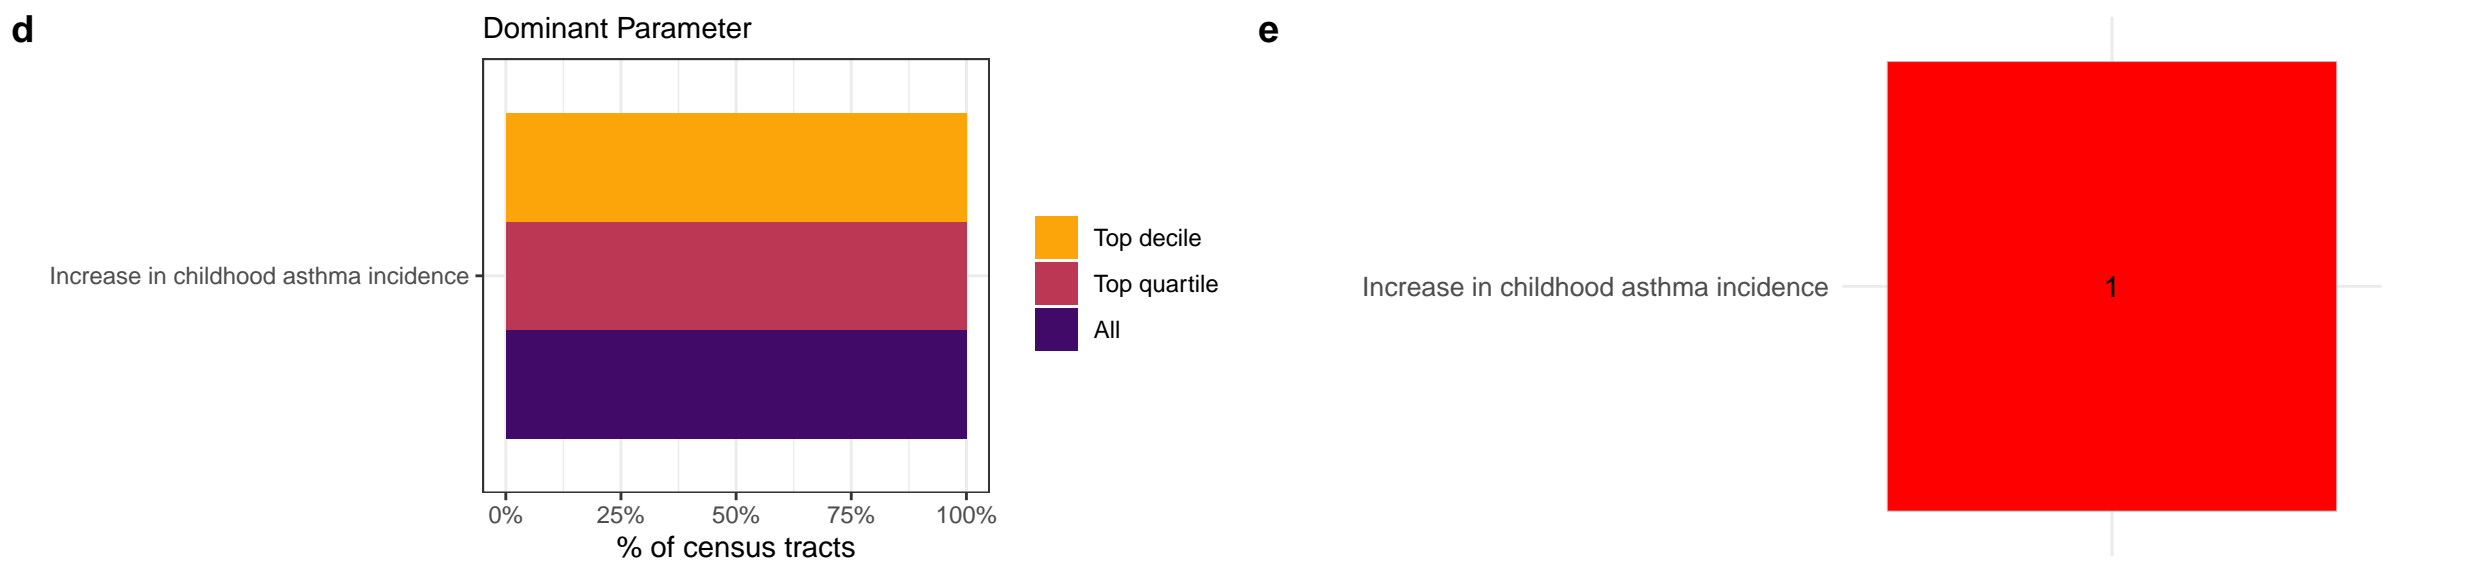 d
Dominant Parameter
Increase in childhood asthma incidence
0% 25% 50% 75% 100%
% of census tracts
Top decile
Top quartile
All
e
Increase in childhood asthma incidence
1